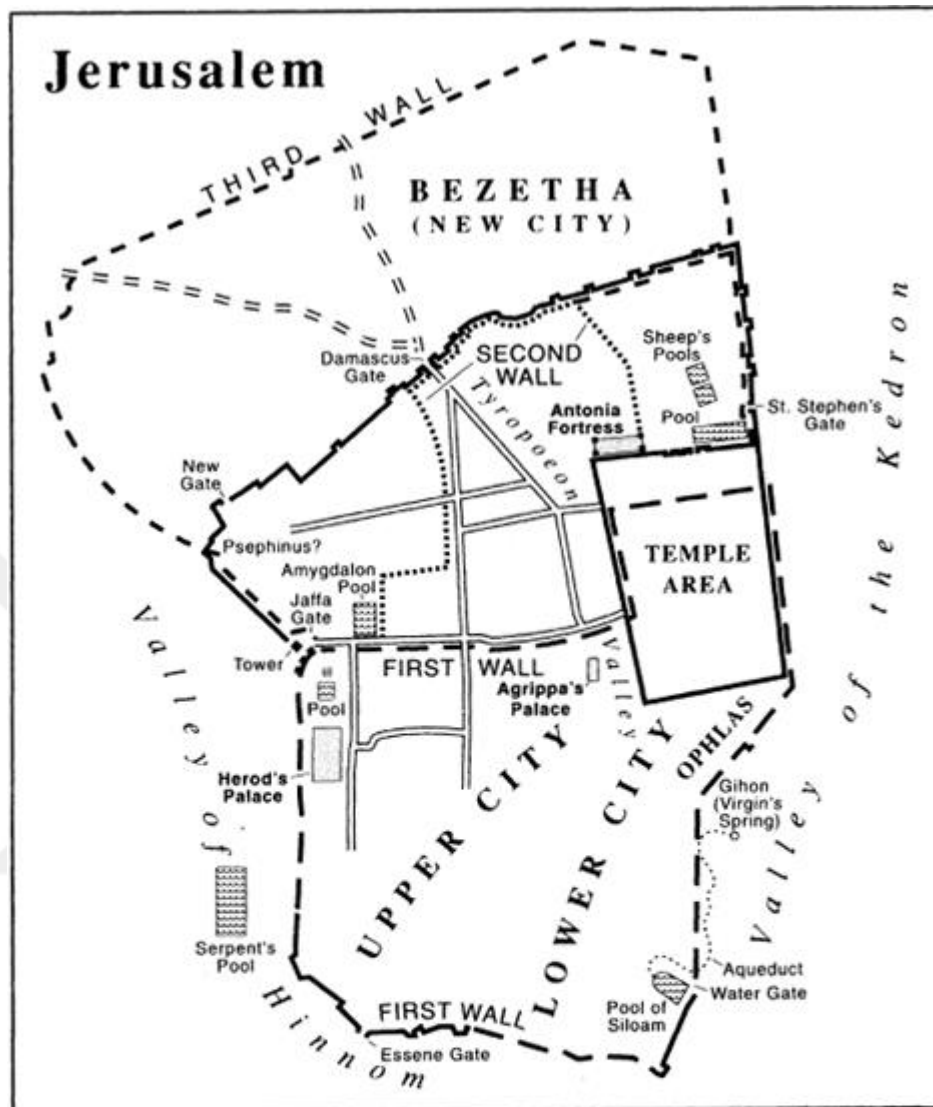 Jerusalem
THIRD WALL
BEZETHA
(NEW CITY)
Damascus
Gate
SECOND
WALL
Tyropoeon
Valley
Sheep's
Pools
Antonia
Fortress
Pool
St. Stephen's
Gate
New
Gate
Psephinus?
Amygdalon
Pool
Jaffa
Gate
Tower
TEMPLE
AREA
FIRST WALL
Pool
Agrippa's
Palace
Herod's
Palace
UPPER CITY
LOWER CITY
OPHLAS
Gihon
(Virgin's
Spring)
Valley of the Kedron
Valley of Hinnom
Serpent's
Pool
Aqueduct
Water Gate
Pool of
Siloam
FIRST WALL
Essene Gate